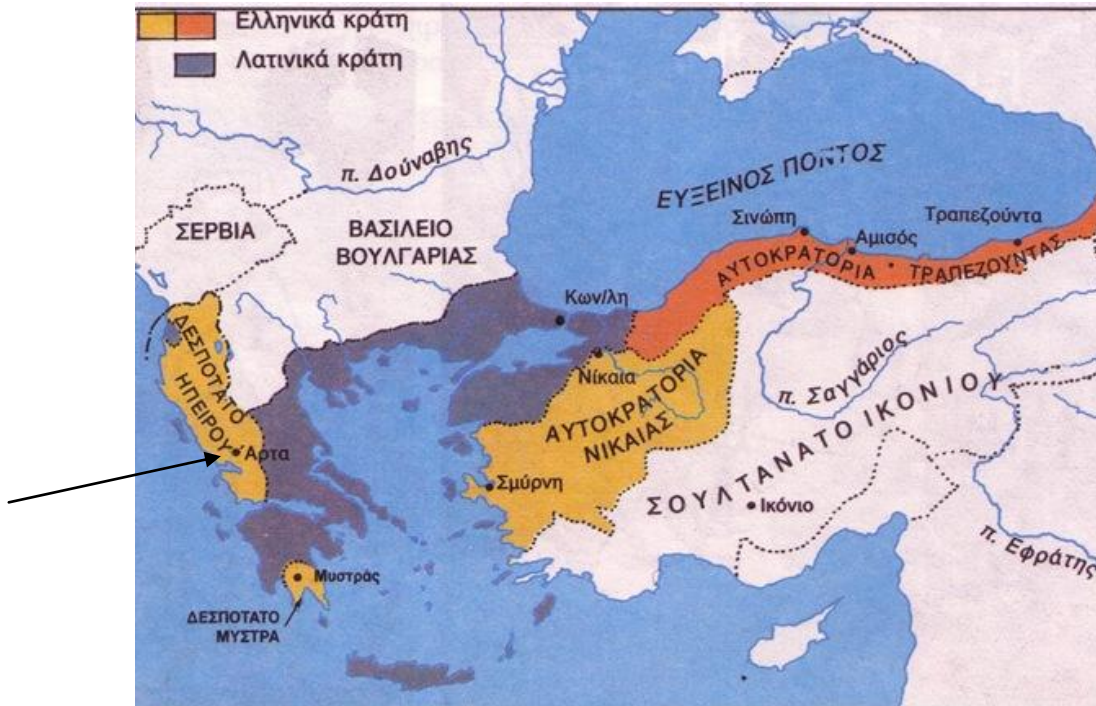 Ελληνικά κράτη
Λατινικά κράτη
π. Δούναβης
ΕΥΞΕΙΝΟΣ ΠΟΝΤΟΣ
ΣΕΡΒΙΑ
ΒΑΣΙΛΕΙΟ
ΒΟΥΛΓΑΡΙΑΣ
Σινώπη
Τραπεζούντα
Αμισός
ΑΥΤΟΚΡΑΤΟΡΙΑ ΤΡΑΠΕΖΟΥΝΤΑΣ
Κων/λη
ΔΕΣΠΟΤΑΤΟ
ΗΠΕΙΡΟΥ
Νίκαια
π. Σαγγάριος
ΑΥΤΟΚΡΑΤΟΡΙΑ
ΝΙΚΑΙΑΣ
Άρτα
ΣΟΥΛΤΑΝΑΤΟ ΙΚΟΝΙΟΥ
Σμύρνη
Ικόνιο
π. Εφράτης
Μυστράς
ΔΕΣΠΟΤΑΤΟ
ΜΥΣΤΡΑ